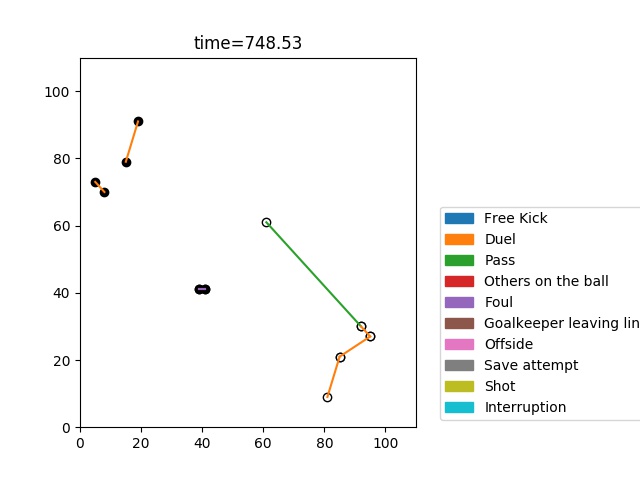 time=748.53
100
80
60
40
20
0
0 20 40 60 80 100
Free Kick
Duel
Pass
Others on the ball
Foul
Goalkeeper leaving lin
Offside
Save attempt
Shot
Interruption